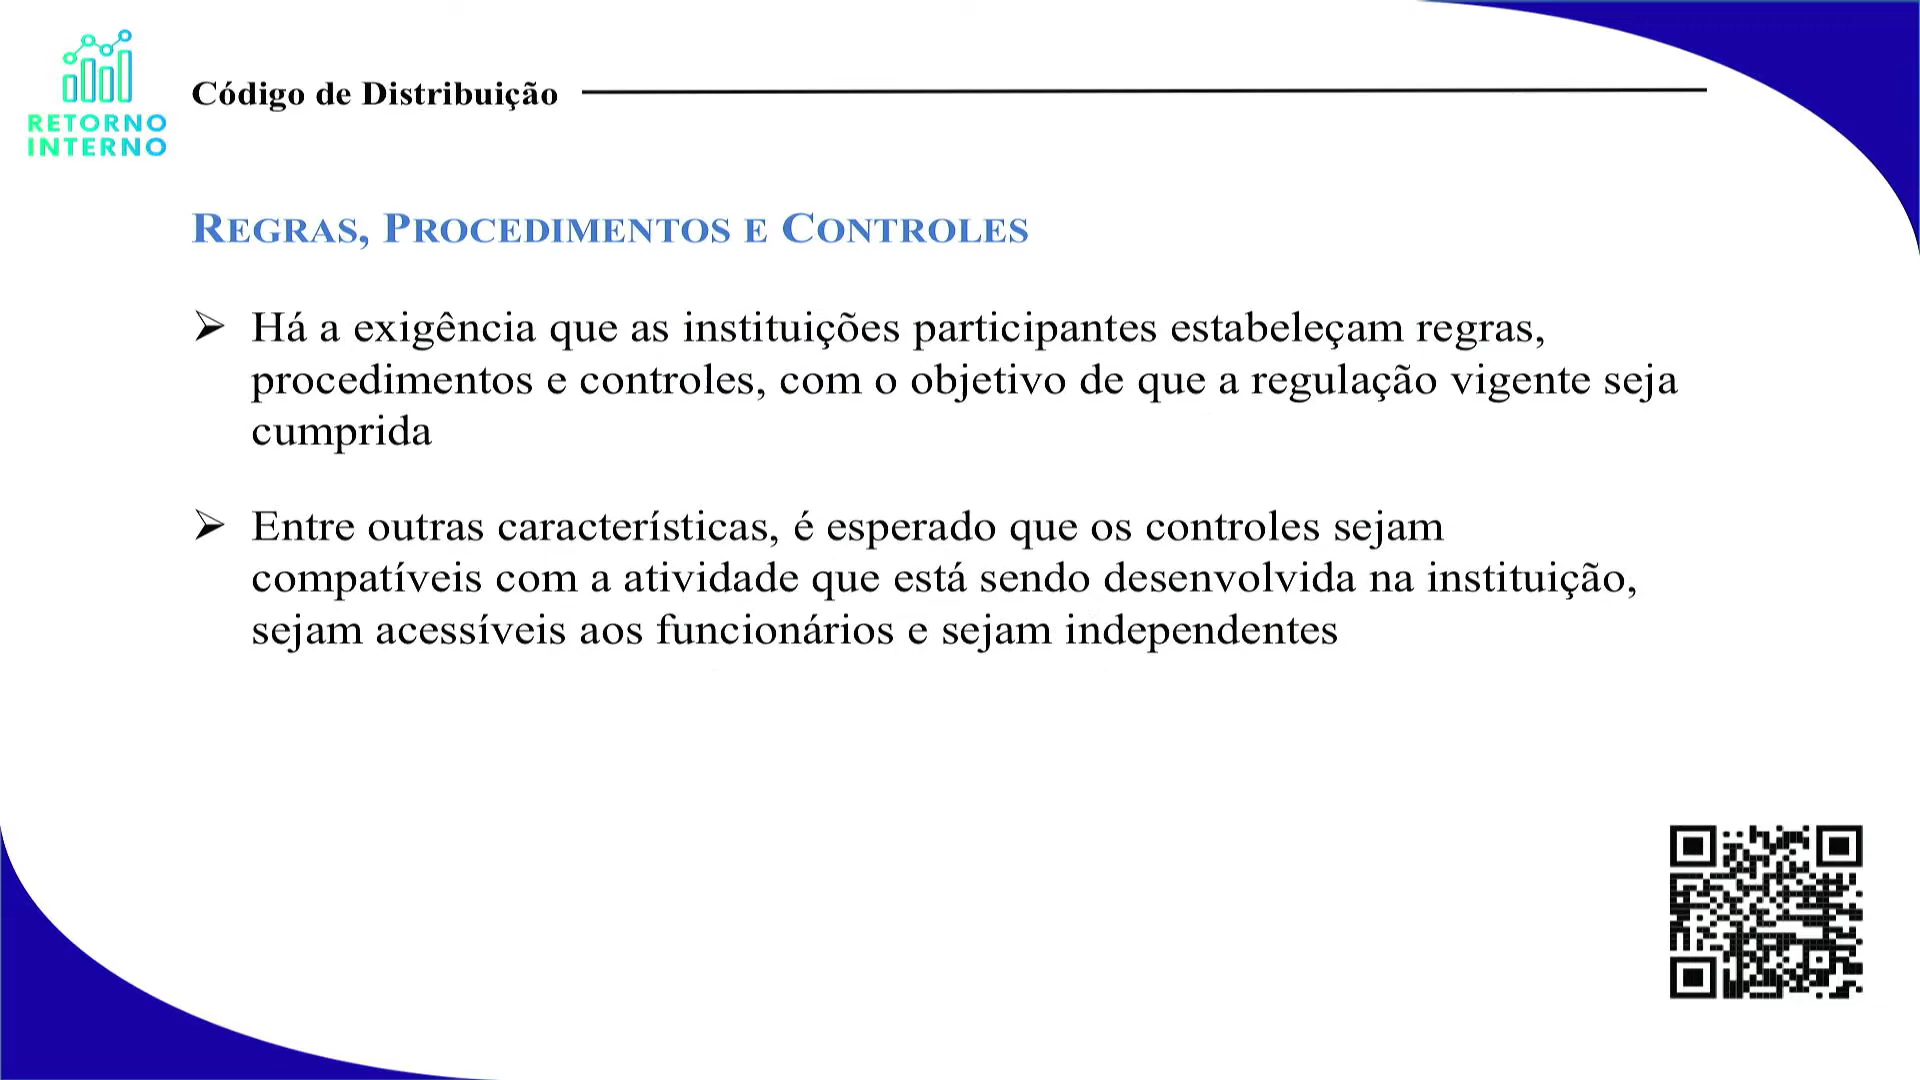 RETORNO
INTERNO
Código de Distribuição
REGRAS, PROCEDIMENTOS E CONTROLES
➢ Há a exigência que as instituições participantes estabeleçam regras,
procedimentos e controles, com o objetivo de que a regulação vigente seja
cumprida
➢ Entre outras características, é esperado que os controles sejam
compatíveis com a atividade que está sendo desenvolvida na instituição,
sejam acessíveis aos funcionários e sejam independentes